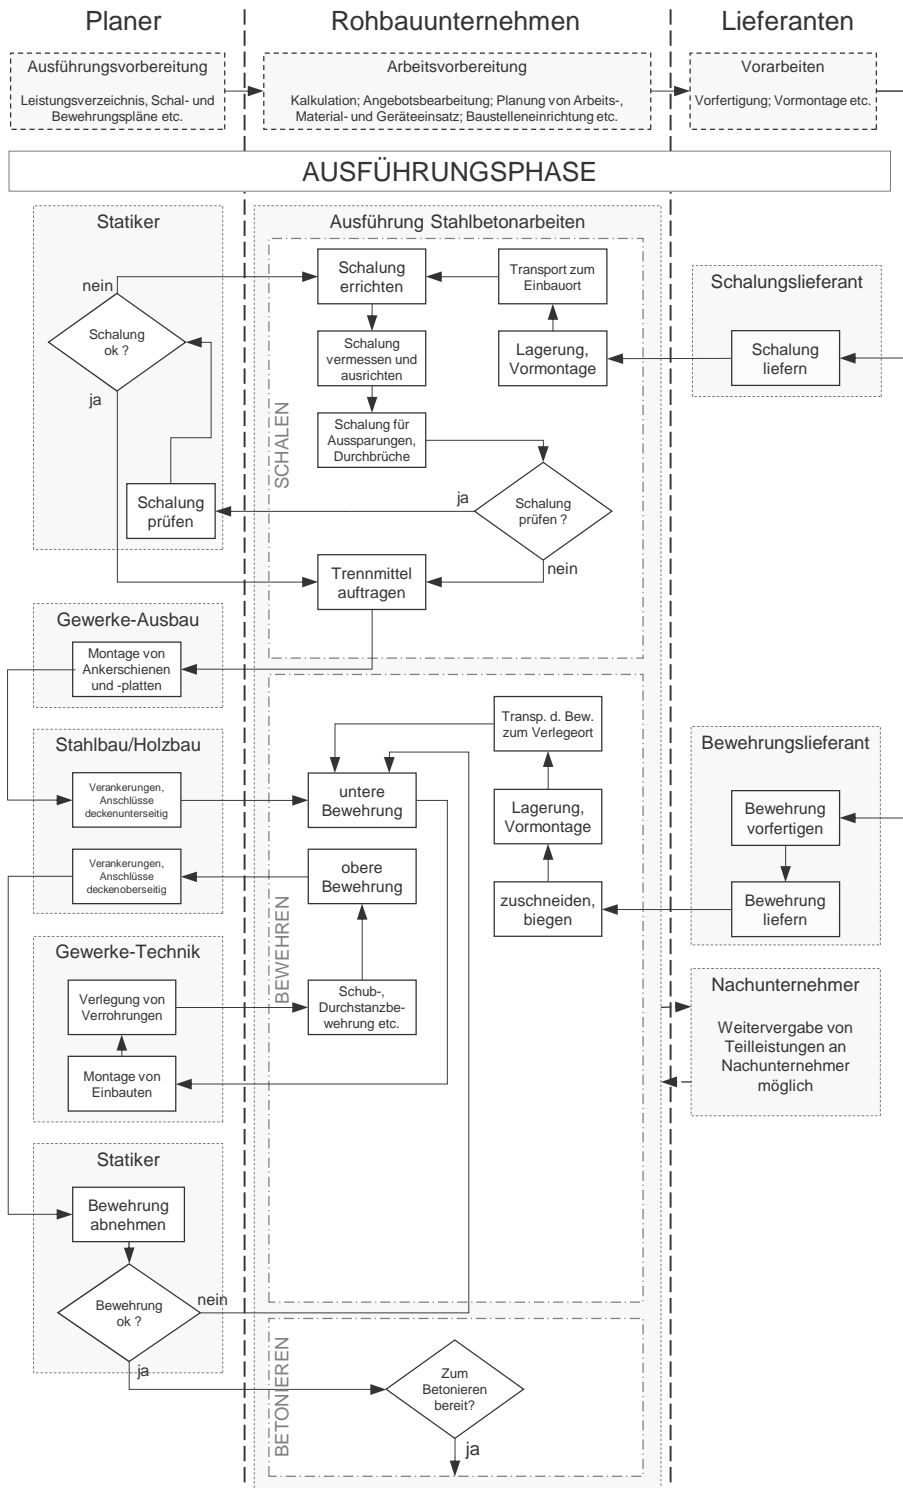 Planer
Rohbauunternehmen
Lieferanten
Ausführungsvorbereitung
Leistungsverzeichnis, Schal- und
Bewehrungspläne etc.
Arbeitsvorbereitung
Kalkulation; Angebotsbearbeitung; Planung von Arbeits-,
Material- und Geräteeinsatz; Baustelleneinrichtung etc.
Vorarbeiten
Vorfertigung; Vormontage etc.
AUSFÜHRUNGSPHASE
Statiker
nein
Schalung
ok ?
ja
Schalung
prüfen
Ausführung Stahlbetonarbeiten
SCHALEN
Schalung
errichten
Transport zum
Einbauort
Schalung
vermessen und
ausrichten
Lagerung,
Vormontage
Schalung für
Aussparungen,
Durchbrüche
ja
Schalung
prüfen ?
nein
Trennmittel
auftragen
Schalungslieferant
Schalung
liefern
Gewerke-Ausbau
Montage von
Ankerschienen
und -platten
Stahlbau/Holzbau
Verankerungen,
Anschlüsse
deckenunterseitig
Verankerungen,
Anschlüsse
deckenoberseitig
BEWEHREN
Transp. d. Bew.
zum Verlegeort
untere
Bewehrung
Lagerung,
Vormontage
obere
Bewehrung
zuschneiden,
biegen
Schub-,
Durchstanzbe-
wehrung etc.
Bewehrungslieferant
Bewehrung
vorfertigen
Bewehrung
liefern
Gewerke-Technik
Verlegung von
Verrohrungen
Montage von
Einbauten
Nachunternehmer
Weitervergabe von
Teilleistungen an
Nachunternehmer
möglich
Statiker
Bewehrung
abnehmen
Bewehrung
ok ?
nein
ja
BETONIEREN
Zum
Betonieren
bereit?
ja